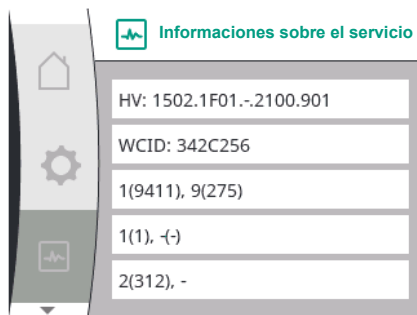 Informaciones sobre el servicio
HV: 1502.1F01.-.2100.901
WCID: 342C256
1(9411), 9(275)
1(1), -(-)
2(312), -